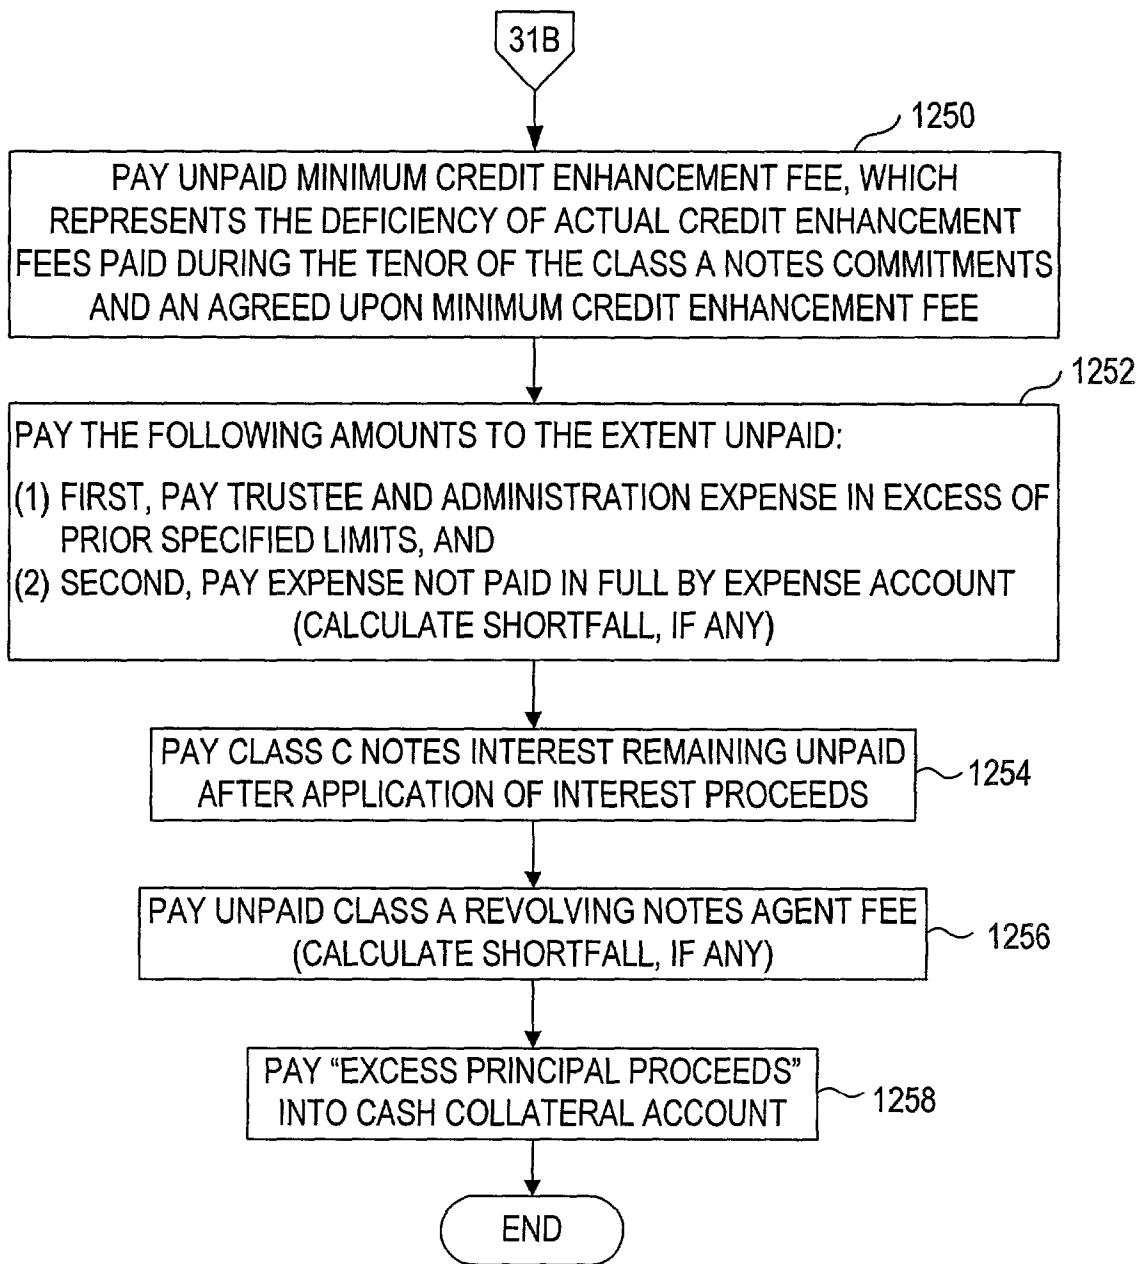 31B
1250
PAY UNPAID MINIMUM CREDIT ENHANCEMENT FEE, WHICH
REPRESENTS THE DEFICIENCY OF ACTUAL CREDIT ENHANCEMENT
FEES PAID DURING THE TENOR OF THE CLASS A NOTES COMMITMENTS
AND AN AGREED UPON MINIMUM CREDIT ENHANCEMENT FEE
1252
PAY THE FOLLOWING AMOUNTS TO THE EXTENT UNPAID:
(1) FIRST, PAY TRUSTEE AND ADMINISTRATION EXPENSE IN EXCESS OF
PRIOR SPECIFIED LIMITS, AND
(2) SECOND, PAY EXPENSE NOT PAID IN FULL BY EXPENSE ACCOUNT
(CALCULATE SHORTFALL, IF ANY)
PAY CLASS C NOTES INTEREST REMAINING UNPAID
AFTER APPLICATION OF INTEREST PROCEEDS
1254
PAY UNPAID CLASS A REVOLVING NOTES AGENT FEE
(CALCULATE SHORTFALL, IF ANY)
1256
PAY “EXCESS PRINCIPAL PROCEEDS”
INTO CASH COLLATERAL ACCOUNT
1258
END